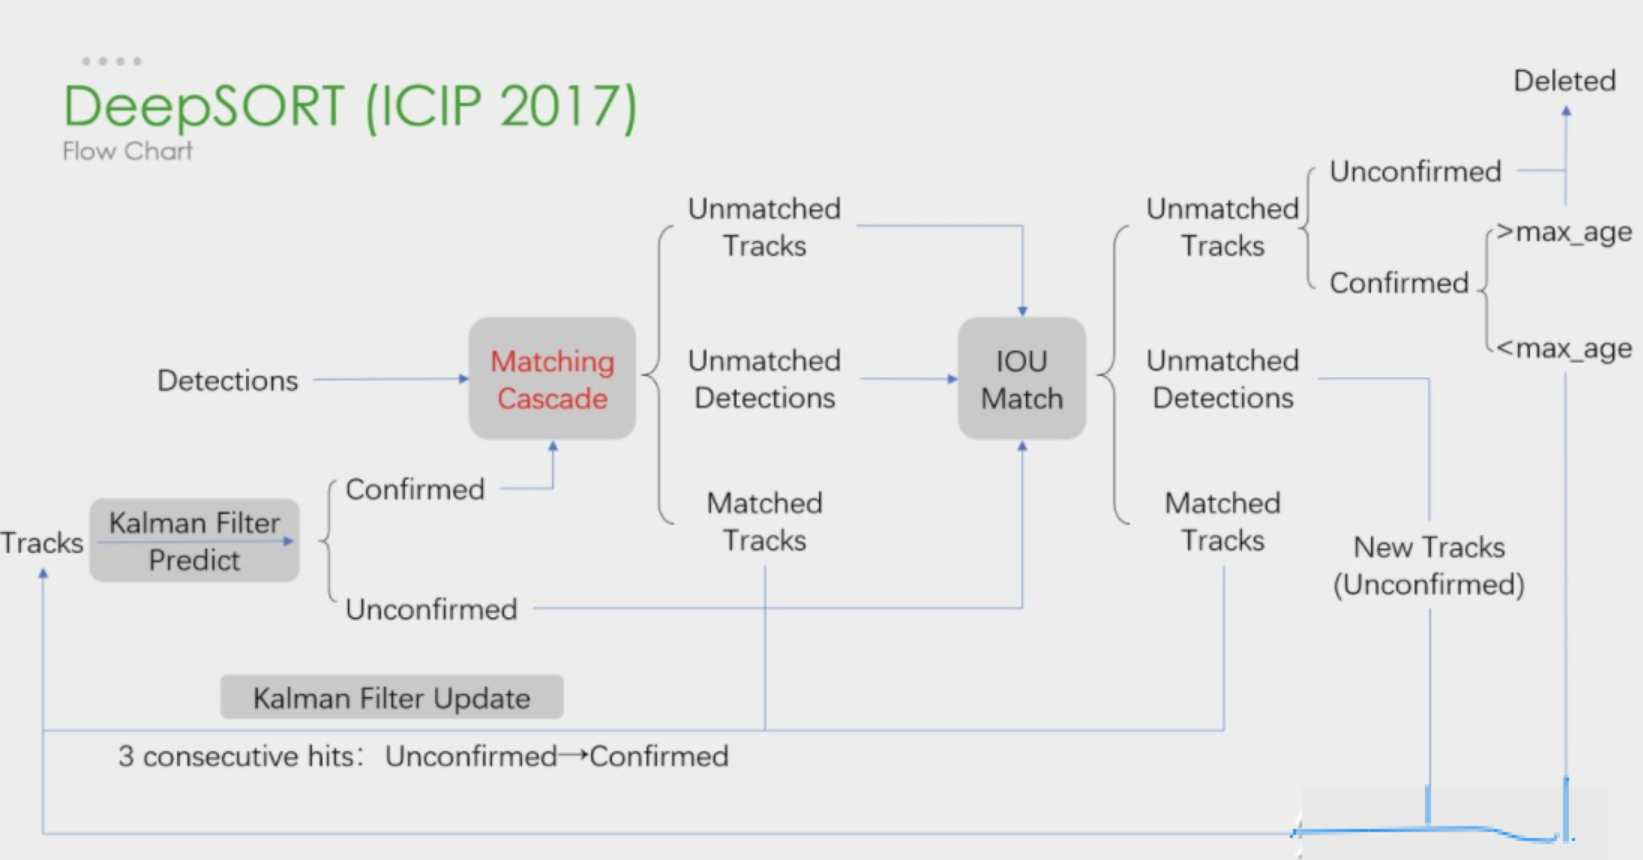 DeepSORT (ICIP 2017)
Flow Chart
Deleted
Unconfirmed
Unmatched
Tracks
Unmatched
Tracks
>max_age
Confirmed
<max_age
Detections
Matching
Cascade
Unmatched
Detections
IOU
Match
Unmatched
Detections
Confirmed
Matched
Tracks
Matched
Tracks
Tracks
Kalman Filter
Predict
New Tracks
(Unconfirmed)
Unconfirmed
Kalman Filter Update
3 consecutive hits: Unconfirmed→Confirmed